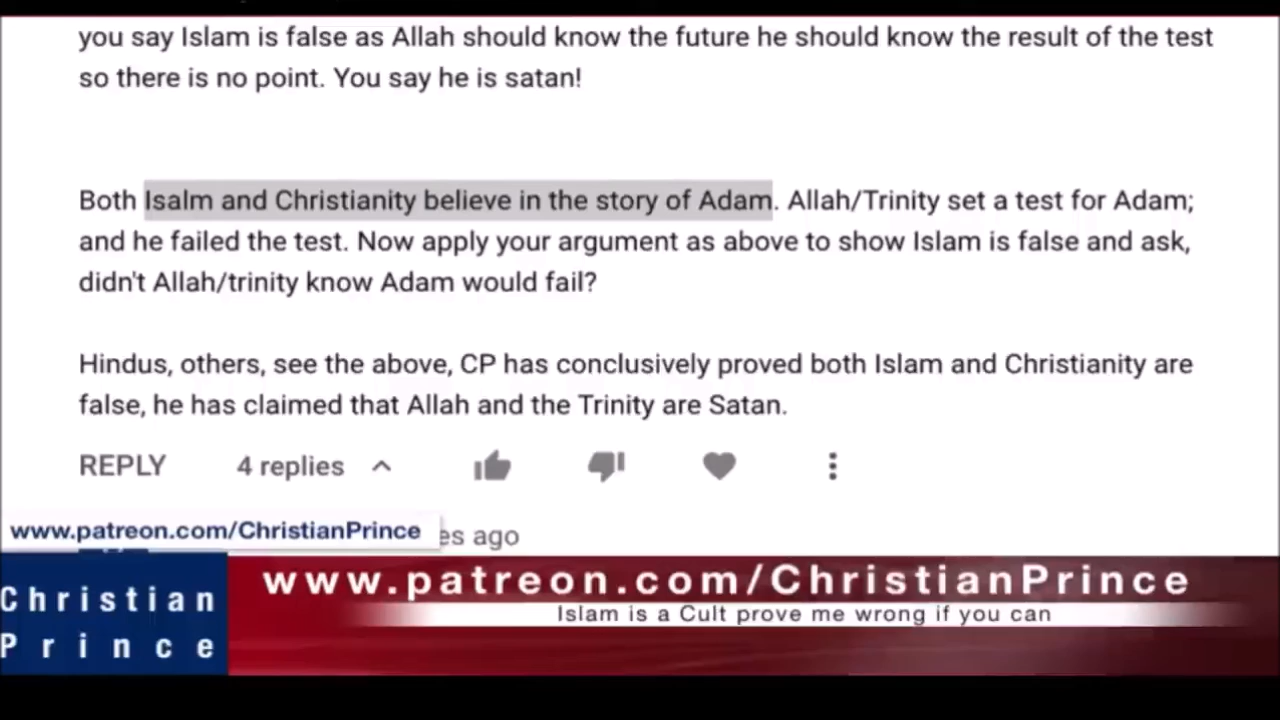 you say Islam is false as Allah should know the future he should know the result of the test
so there is no point. You say he is satan!
Both Isalm and Christianity believe in the story of Adam. Allah/Trinity set a test for Adam;
and he failed the test. Now apply your argument as above to show Islam is false and ask,
didn't Allah/trinity know Adam would fail?
Hindus, others, see the above, CP has conclusively proved both Islam and Christianity are
false, he has claimed that Allah and the Trinity are Satan.
REPLY 4 replies
www.patreon.com/ChristianPrince
es ago
www.patreon.com/ChristianPrince
Islam is a Cult prove me wrong if you can
Christian
Prince